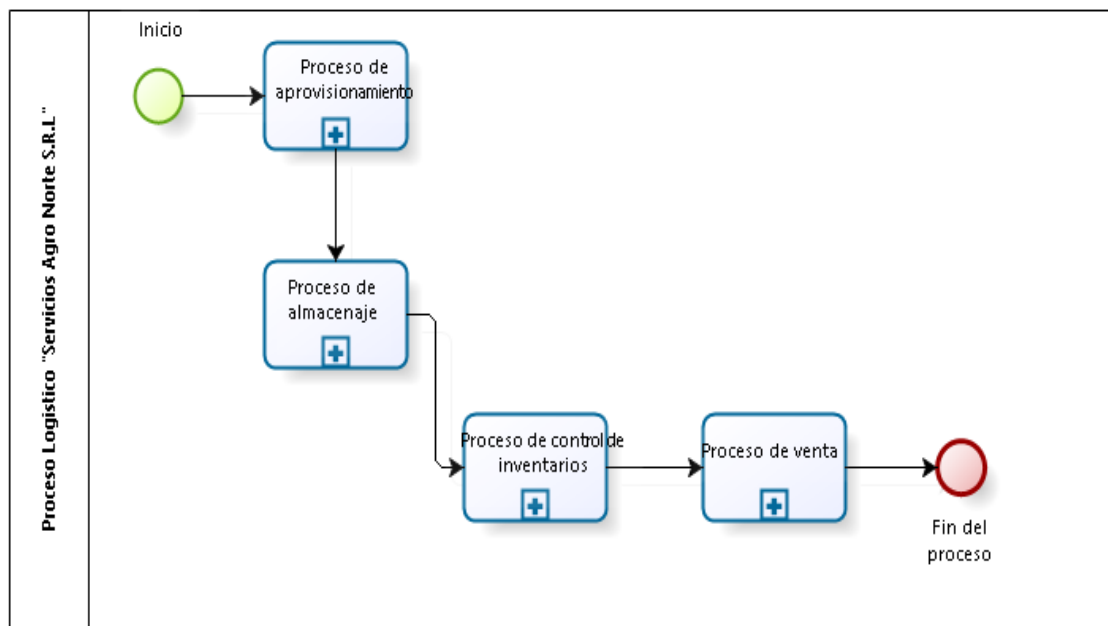 Proceso Logistico "Servicios Agro Norte S.R.L"
Inicio
Proceso de
aprovisionamiento
Proceso de
almacenaje
Proceso de control de
inventarios
Proceso de venta
Fin del
proceso